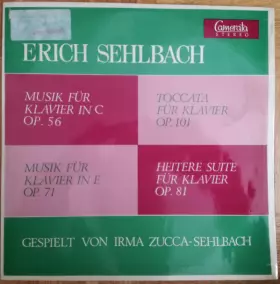 Camerata
STEREO
ERICH SEHLBACH
MUSIK FÜR
KLAVIER IN C
OP. 56
TOCCATA
FÜR KLAVIER
OP. 101
MUSIK FÜR
KLAVIER IN E
OP. 71
HEITERE SUITE
FÜR KLAVIER
OP. 81
GESPIELT VON IRMA ZUCCA-SEHLBACH